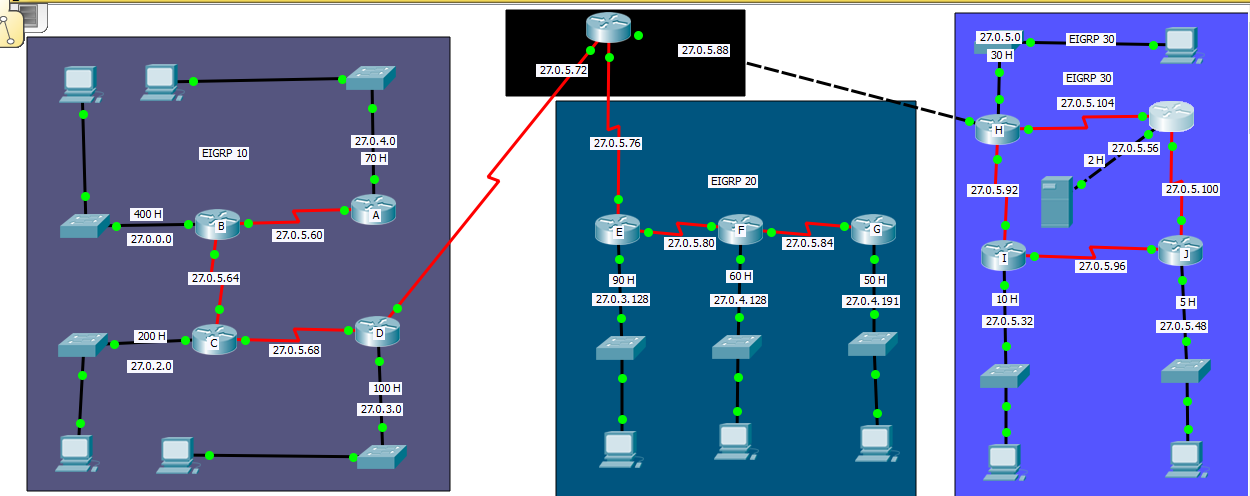 EIGRP 10
27.0.4.0
70 H
A
400 H
27.0.0.0
B
27.0.5.60
27.0.5.64
200 H
27.0.2.0
C
27.0.5.68
D
100 H
27.0.3.0
27.0.5.72
27.0.5.88
27.0.5.76
EIGRP 20
E
27.0.5.80
F
27.0.5.84
G
90 H
27.0.3.128
60 H
27.0.4.128
50 H
27.0.4.191
27.0.5.0
30 H
EIGRP 30
EIGRP 30
27.0.5.104
H
27.0.5.56
2 H
27.0.5.92
27.0.5.100
I
27.0.5.96
J
10 H
27.0.5.32
5 H
27.0.5.48